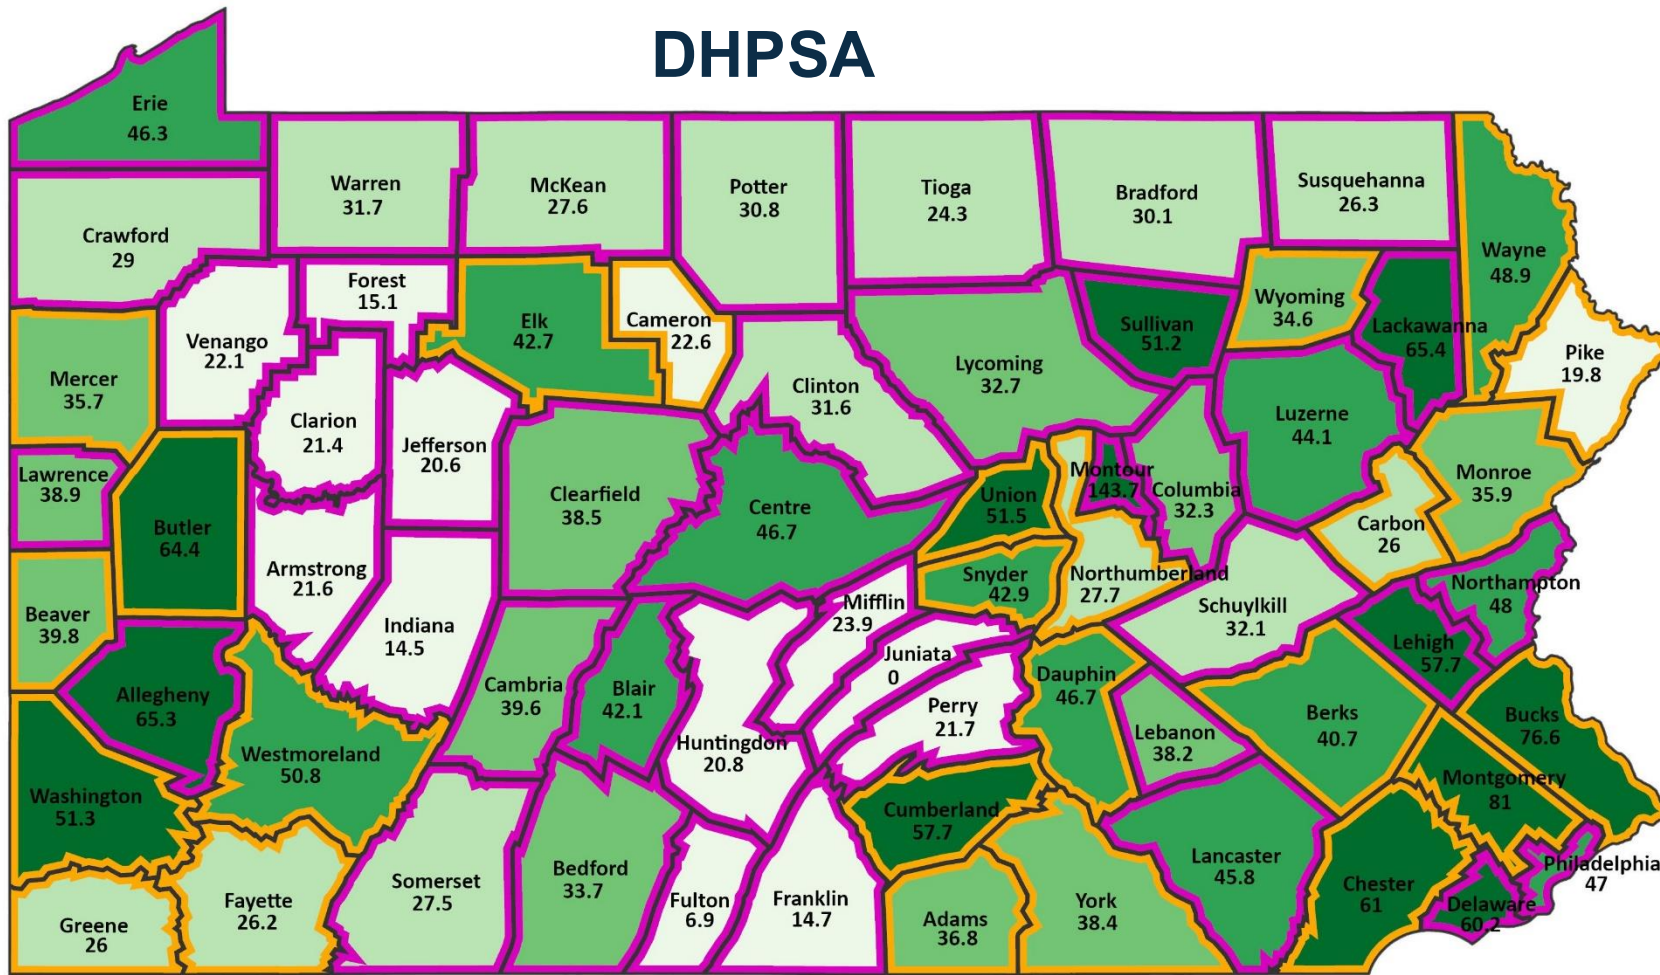 DHPSA
Erie
46.3
Warren
31.7
McKean
27.6
Potter
30.8
Tioga
24.3
Bradford
30.1
Susquehanna
26.3
Wayne
48.9
Crawford
29
Forest
15.1
Venango
22.1
Elk
42.7
Cameron
22.6
Sullivan
51.2
Wyoming
34.6
Lackawanna
65.4
Pike
19.8
Mercer
35.7
Clarion
21.4
Jefferson
20.6
Clinton
31.6
Lycoming
32.7
Luzerne
44.1
Lawrence
38.9
Butler
64.4
Clearfield
38.5
Centre
46.7
Union
51.5
Montour
143.7
Columbia
32.3
Carbon
26
Monroe
35.9
Armstrong
21.6
Snyder
42.9
Northumberland
27.7
Northampton
48
Beaver
39.8
Indiana
14.5
Mifflin
23.9
Schuylkill
32.1
Lehigh
57.7
Juniata
0
Allegheny
65.3
Cambria
39.6
Blair
42.1
Dauphin
46.7
Perry
21.7
Westmoreland
50.8
Huntingdon
20.8
Lebanon
38.2
Berks
40.7
Bucks
76.6
Washington
51.3
Cumberland
57.7
Montgomery
81
Lancaster
45.8
Philadelphia
47
Greene
26
Fayette
26.2
Somerset
27.5
Bedford
33.7
Fulton
6.9
Franklin
14.7
Adams
36.8
York
38.4
Chester
61
Delaware
60.2